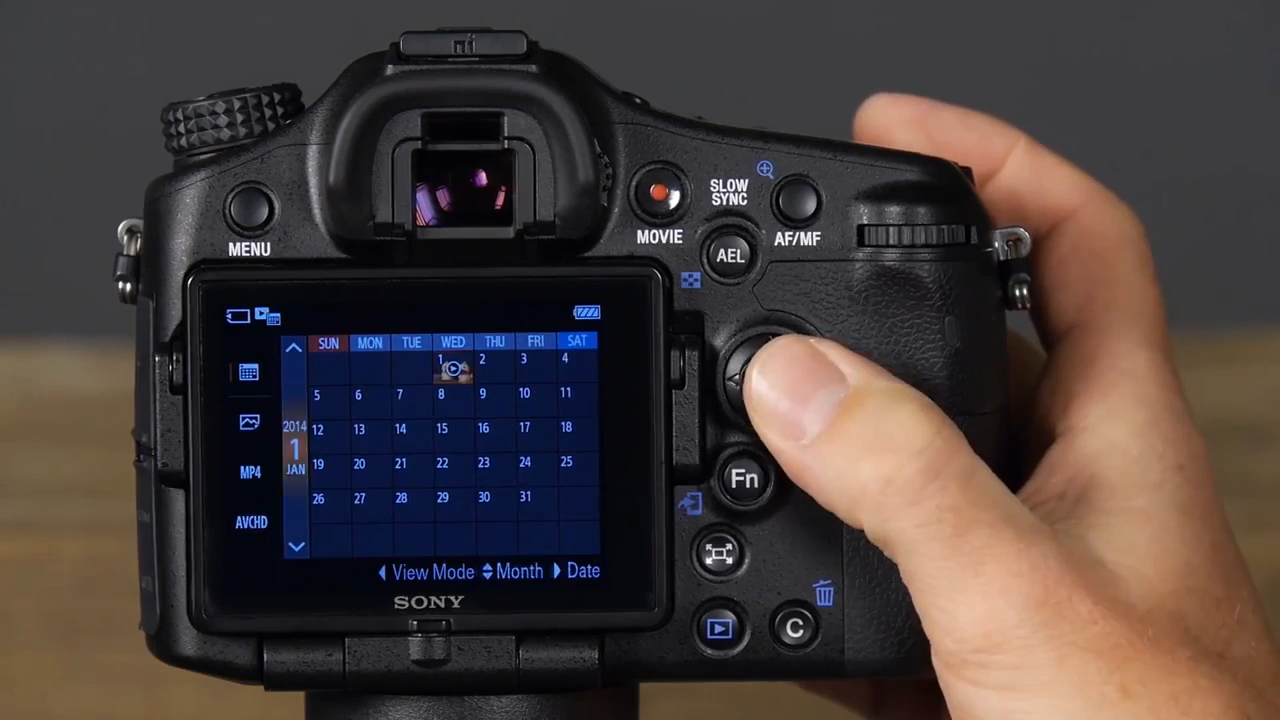 SLOW
SYNC
MENU
MOVIE
AF/MF
AEL
SUN MON TUE WED THU FRI SAT
1 2 3 4
5 6 7 8 9 10 11
2014
12 13 14 15 16 17 18
1
JAN
19 20 21 22 23 24 25
MP4
26 27 28 29 30 31
AVCHD
View Mode Month Date
SONY
Fn
C